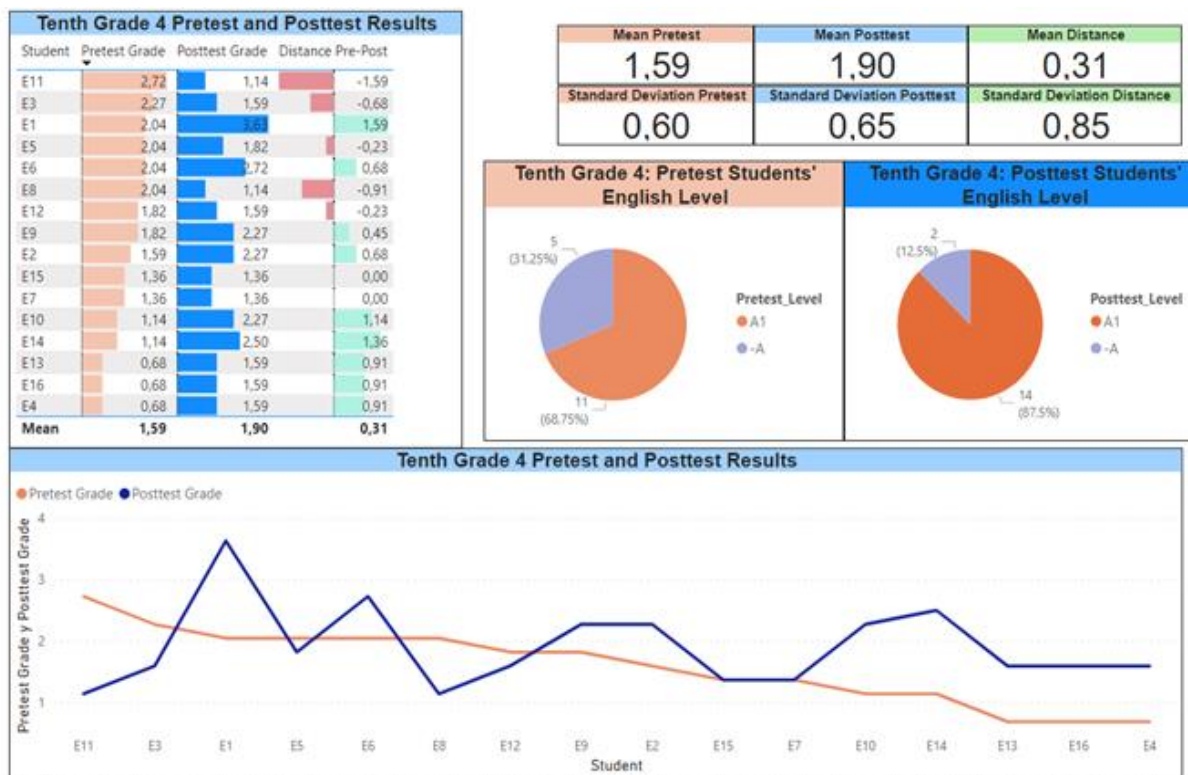 Tenth Grade 4 Pretest and Posttest Results
Student Pretest Grade Posttest Grade Distance Pre-Post
E11 2,72 1,14 -1,59
E3 2,27 1,59 -0,68
E1 2,04 3,63 1,59
E5 2,04 1,82 -0,23
E6 2,04 2,72 0,68
E8 2,04 1,14 -0,91
E12 1,82 1,59 -0,23
E9 1,82 2,27 0,45
E2 1,59 2,27 0,68
E15 1,36 1,36 0,00
E7 1,36 1,36 0,00
E10 1,14 2,27 1,14
E14 1,14 2,50 1,36
E13 0,68 1,59 0,91
E16 0,68 1,59 0,91
E4 0,68 1,59 0,91
Mean 1,59 1,90 0,31
Mean Pretest Mean Posttest Mean Distance
1,59 1,90 0,31
Standard Deviation Pretest Standard Deviation Posttest Standard Deviation Distance
0,60 0,65 0,85
Tenth Grade 4: Pretest Students'
English Level
5
(31.25%)
11
(68.75%)
Pretest_Level
A1
-A
Tenth Grade 4: Posttest Students'
English Level
2
(12.5%)
14
(87.5%)
Posttest_Level
A1
-A
Tenth Grade 4 Pretest and Posttest Results
Pretest Grade Posttest Grade
Pretest Grade y Posttest Grade
4
3
2
1
E11 E3 E1 E5 E6 E8 E12 E9 E2 E15 E7 E10 E14 E13 E16 E4
Student